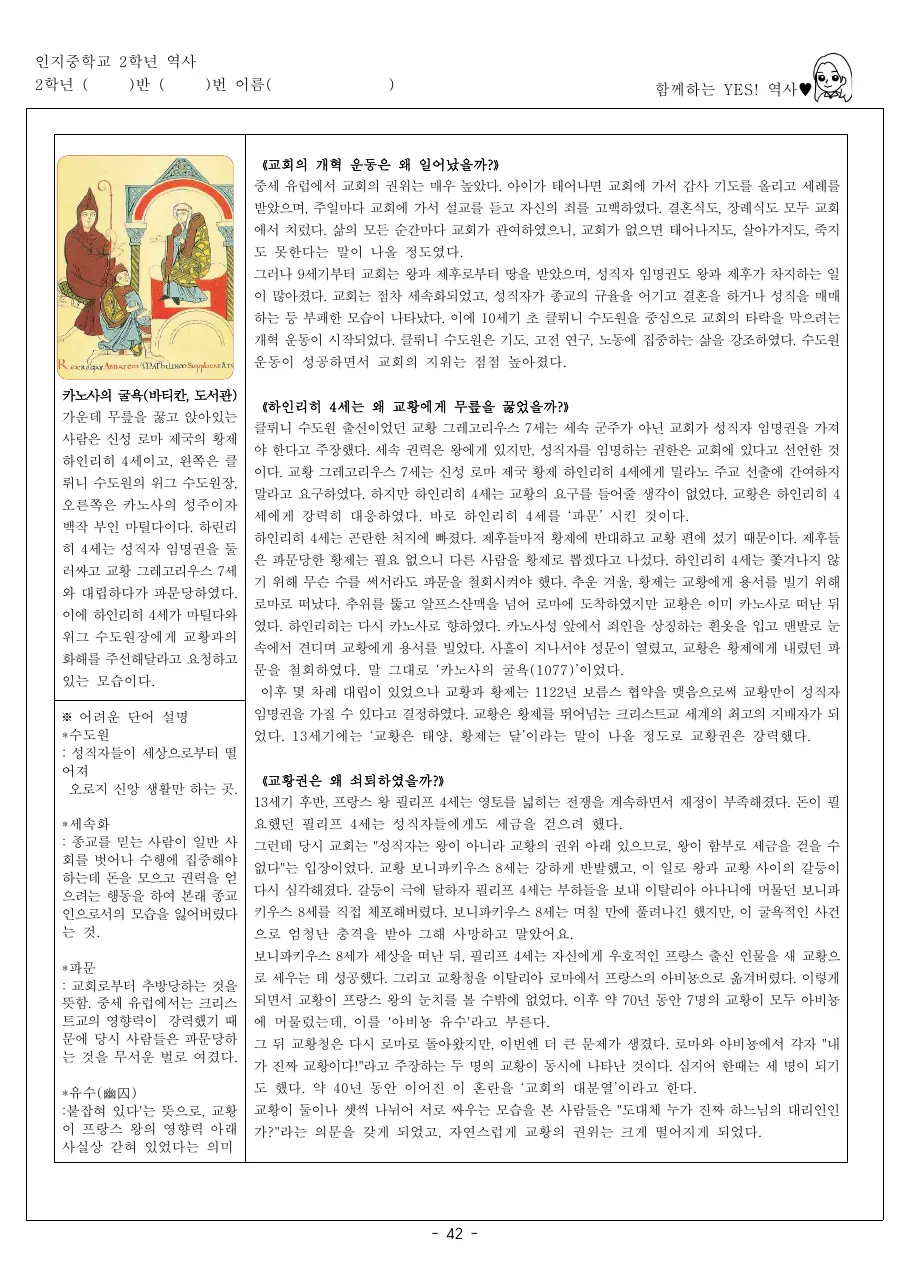 인지중학교 2학년 역사
2학년 (     )반 (     )번 이름(               )
함께하는 YES! 역사♥
카노사의 굴욕(바티칸, 도서관)
가운데 무릎을 꿇고 앉아있는
사람은 신성 로마 제국의 황제
하인리히 4세이고, 왼쪽은 클
뤼니 수도원의 위그 수도원장,
오른쪽은 카노사의 성주이자
백작 부인 마틸다이다. 하린리
히 4세는 성직자 임명권을 둘
러싸고 교황 그레고리우스 7세
와 대립하다가 파문당하였다.
이에 하인리히 4세가 마틸다와
위그 수도원장에게 교황과의
화해를 주선해달라고 요청하고
있는 모습이다.
※ 어려운 단어 설명
*수도원
: 성직자들이 세상으로부터 떨
어져
오로지 신앙 생활만 하는 곳.
*세속화
: 종교를 믿는 사람이 일반 사
회를 벗어나 수행에 집중해야
하는데 돈을 모으고 권력을 얻
으려는 행동을 하여 본래 종교
인으로서의 모습을 잃어버렸다
는 것.
*파문
: 교회로부터 추방당하는 것을
뜻함. 중세 유럽에서는 크리스
트교의 영향력이  강력했기 때
문에 당시 사람들은 파문당하
는 것을 무서운 벌로 여겼다.
*유수(幽囚)
:붙잡혀 있다'는 뜻으로, 교황
이 프랑스 왕의 영향력 아래
사실상 갇혀 있었다는 의미
《교회의 개혁 운동은 왜 일어났을까?》
중세 유럽에서 교회의 권위는 매우 높았다. 아이가 태어나면 교회에 가서 감사 기도를 올리고 세례를
받았으며, 주일마다 교회에 가서 설교를 듣고 자신의 죄를 고백하였다. 결혼식도, 장례식도 모두 교회
에서 치렀다. 삶의 모든 순간마다 교회가 관여하였으니, 교회가 없으면 태어나지도, 살아가지도, 죽지
도 못한다는 말이 나올 정도였다.
그러나 9세기부터 교회는 왕과 제후로부터 땅을 받았으며, 성직자 임명권도 왕과 제후가 차지하는 일
이 많아졌다. 교회는 점차 세속화되었고, 성직자가 종교의 규율을 어기고 결혼을 하거나 성직을 매매
하는 등 부패한 모습이 나타났다. 이에 10세기 초 클뤼니 수도원을 중심으로 교회의 타락을 막으려는
개혁 운동이 시작되었다. 클뤼니 수도원은 기도, 고전 연구, 노동에 집중하는 삶을 강조하였다. 수도원
운동이 성공하면서 교회의 지위는 점점 높아졌다.
《하인리히 4세는 왜 교황에게 무릎을 꿇었을까?》
클뤼니 수도원 출신이었던 교황 그레고리우스 7세는 세속 군주가 아닌 교회가 성직자 임명권을 가져
야 한다고 주장했다. 세속 권력은 왕에게 있지만, 성직자를 임명하는 권한은 교회에 있다고 선언한 것
이다. 교황 그레고리우스 7세는 신성 로마 제국 황제 하인리히 4세에게 밀라노 주교 선출에 간여하지
말라고 요구하였다. 하지만 하인리히 4세는 교황의 요구를 들어줄 생각이 없었다. 교황은 하인리히 4
세에게 강력히 대응하였다. 바로 하인리히 4세를 '파문' 시킨 것이다.
하인리히 4세는 곤란한 처지에 빠졌다. 제후들마저 황제에 반대하고 교황 편에 섰기 때문이다. 제후들
은 파문당한 황제는 필요 없으니 다른 사람을 황제로 뽑겠다고 나섰다. 하인리히 4세는 쫓겨나지 않
기 위해 무슨 수를 써서라도 파문을 철회시켜야 했다. 추운 겨울, 황제는 교황에게 용서를 빌기 위해
로마로 떠났다. 추위를 뚫고 알프스산맥을 넘어 로마에 도착하였지만 교황은 이미 카노사로 떠난 뒤
였다. 하인리히는 다시 카노사로 향하였다. 카노사성 앞에서 죄인을 상징하는 흰옷을 입고 맨발로 눈
속에서 견디며 교황에게 용서를 빌었다. 사흘이 지나서야 성문이 열렸고, 교황은 황제에게 내렸던 파
문을 철회하였다. 말 그대로 '카노사의 굴욕(1077)'이었다.
이후 몇 차례 대립이 있었으나 교황과 황제는 1122년 보름스 협약을 맺음으로써 교황만이 성직자
임명권을 가질 수 있다고 결정하였다. 교황은 황제를 뛰어넘는 크리스트교 세계의 최고의 지배자가 되
었다. 13세기에는 '교황은 태양, 황제는 달'이라는 말이 나올 정도로 교황권은 강력했다.
《교황권은 왜 쇠퇴하였을까?》
13세기 후반, 프랑스 왕 필리프 4세는 영토를 넓히는 전쟁을 계속하면서 재정이 부족해졌다. 돈이 필
요했던 필리프 4세는 성직자들에게도 세금을 걷으려 했다.
그런데 당시 교회는 "성직자는 왕이 아니라 교황의 권위 아래 있으므로, 왕이 함부로 세금을 걷을 수
없다"는 입장이었다. 교황 보니파키우스 8세는 강하게 반발했고, 이 일로 왕과 교황 사이의 갈등이
다시 심각해졌다. 갈등이 극에 달하자 필리프 4세는 부하들을 보내 이탈리아 아나니에 머물던 보니파
키우스 8세를 직접 체포해버렸다. 보니파키우스 8세는 며칠 만에 풀려나긴 했지만, 이 굴욕적인 사건
으로 엄청난 충격을 받아 그해 사망하고 말았어요.
보니파키우스 8세가 세상을 떠난 뒤, 필리프 4세는 자신에게 우호적인 프랑스 출신 인물을 새 교황으
로 세우는 데 성공했다. 그리고 교황청을 이탈리아 로마에서 프랑스의 아비뇽으로 옮겨버렸다. 이렇게
되면서 교황이 프랑스 왕의 눈치를 볼 수밖에 없었다. 이후 약 70년 동안 7명의 교황이 모두 아비뇽
에 머물렀는데, 이를 '아비뇽 유수'라고 부른다.
그 뒤 교황청은 다시 로마로 돌아왔지만, 이번엔 더 큰 문제가 생겼다. 로마와 아비뇽에서 각자 "내
가 진짜 교황이다!"라고 주장하는 두 명의 교황이 동시에 나타난 것이다. 심지어 한때는 세 명이 되기
도 했다. 약 40년 동안 이어진 이 혼란을 '교회의 대분열'이라고 한다.
교황이 둘이나 셋씩 나뉘어 서로 싸우는 모습을 본 사람들은 "도대체 누가 진짜 하느님의 대리인인
가?"라는 의문을 갖게 되었고, 자연스럽게 교황의 권위는 크게 떨어지게 되었다.
- 42 -